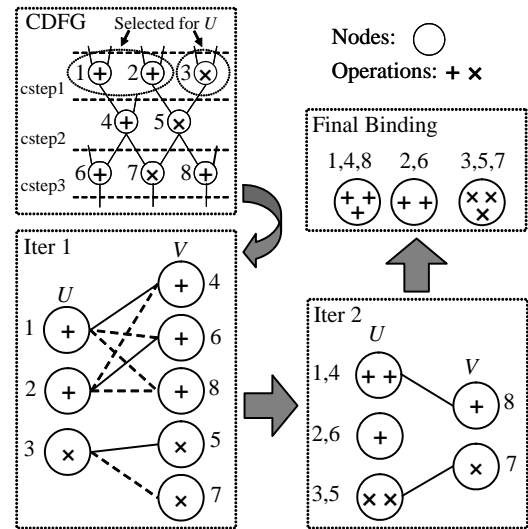 CDFG
Selected for U
1 + 2 + 3 ×
cstep1
4 + 5 ×
cstep2
6 + 7 × 8 +
cstep3
Nodes:
Operations: + ×
Final Binding
1,4,8 2,6 3,5,7
+ + + + + × × ×
Iter 1
U V
1 + + 4
+ 6
2 + + 8
3 × × 5
× 7
Iter 2
U V
1,4 + + + 8
2,6 + × 7
3,5 × ×